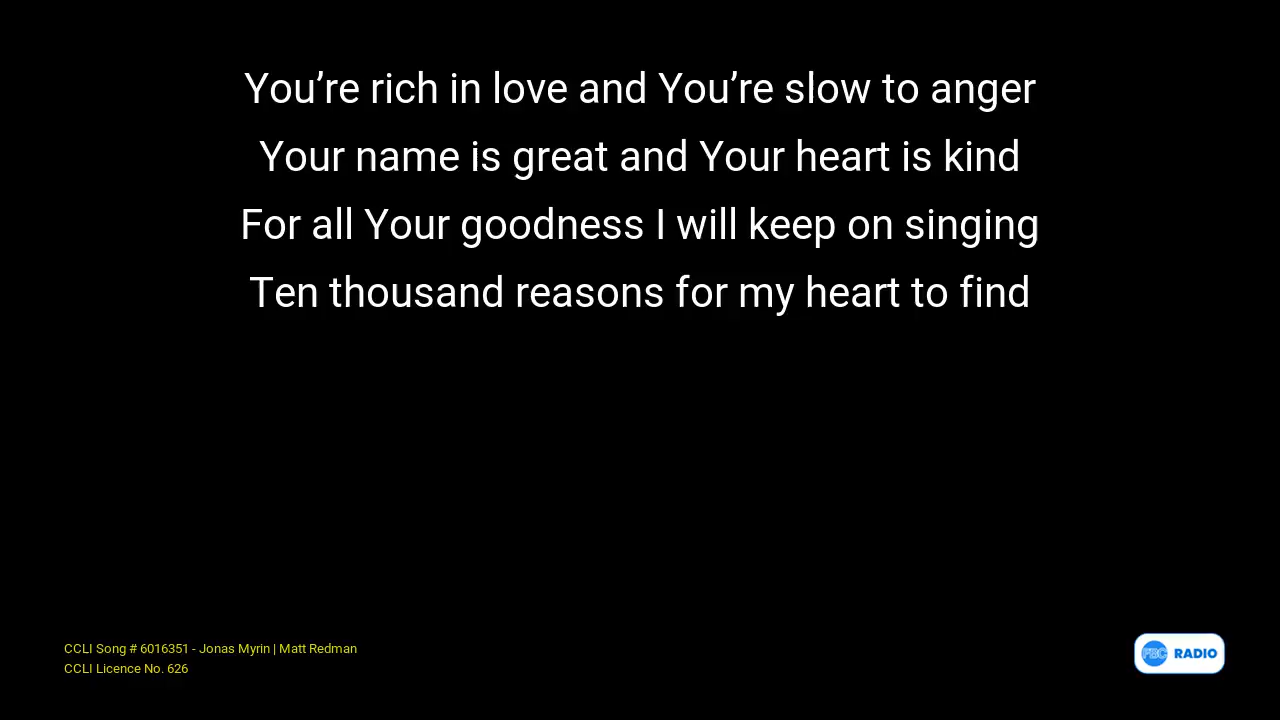 You’re rich in love and You’re slow to anger
Your name is great and Your heart is kind
For all Your goodness I will keep on singing
Ten thousand reasons for my heart to find
CCLI Song # 6016351 - Jonas Myrin | Matt Redman
CCLI Licence No. 626
FBC RADIO